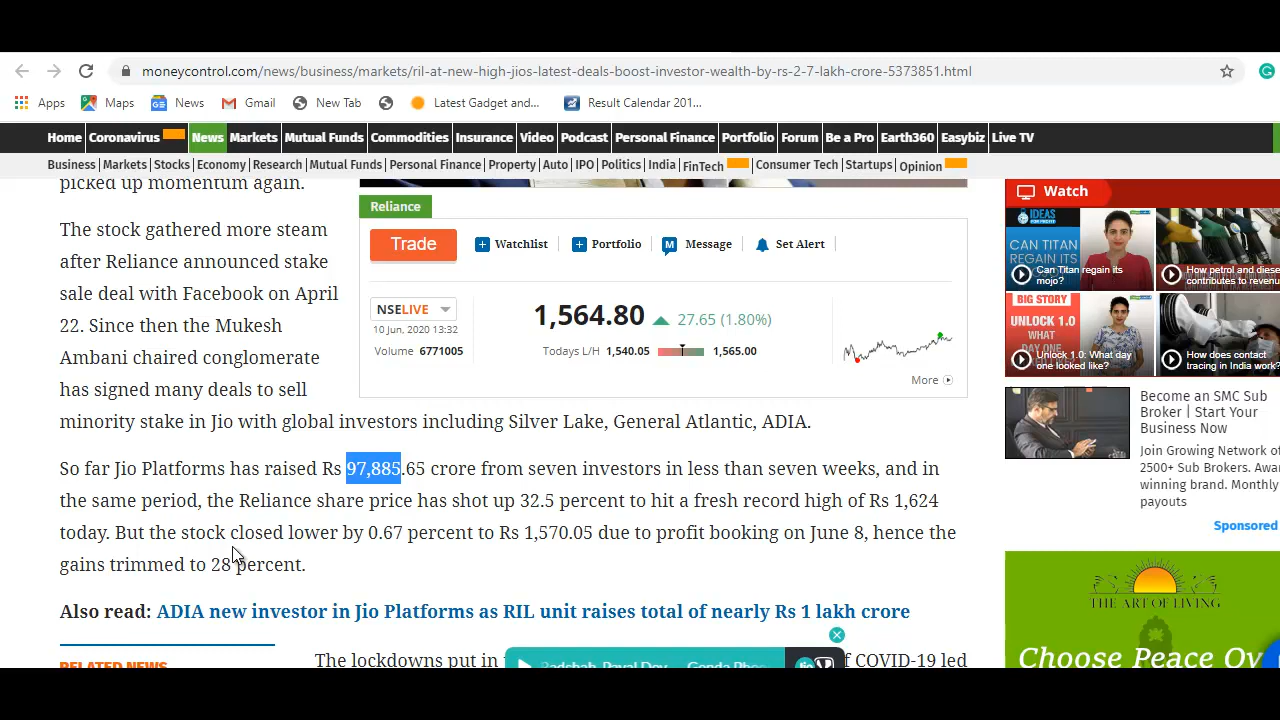 moneycontrol.com/news/business/markets/ril-at-new-high-jios-latest-deals-boost-investor-wealth-by-rs-2-7-lakh-crore-5373851.html
Apps Maps News Gmail New Tab Latest Gadget and... Result Calendar 201...
Home Coronavirus News Markets Mutual Funds Commodities Insurance Video Podcast Personal Finance Portfolio Forum Be a Pro Earth360 Easybiz Live TV
Business | Markets | Stocks | Economy | Research | Mutual Funds | Personal Finance | Property | Auto | IPO | Politics | India | FinTech | Consumer Tech | Startups | Opinion
picked up momentum again.
The stock gathered more steam
after Reliance announced stake
sale deal with Facebook on April
22. Since then the Mukesh
Ambani chaired conglomerate
has signed many deals to sell
minority stake in Jio with global investors including Silver Lake, General Atlantic, ADIA.
Reliance
Trade Watchlist Portfolio Message Set Alert
NSELIVE
10 Jun, 2020 13:32
Volume 6771005
1,564.80 27.65 (1.80%)
Todays L/H 1,540.05 1,565.00
More
So far Jio Platforms has raised Rs 97,885.65 crore from seven investors in less than seven weeks, and in
the same period, the Reliance share price has shot up 32.5 percent to hit a fresh record high of Rs 1,624
today. But the stock closed lower by 0.67 percent to Rs 1,570.05 due to profit booking on June 8, hence the
gains trimmed to 28 percent.
Also read: ADIA new investor in Jio Platforms as RIL unit raises total of nearly Rs 1 lakh crore
RELATED NEWS
The lockdowns put in
f COVID-19 led
Watch
IDEAS
FOR PROFIT
CAN TITAN
REGAIN ITS
Can Titan regain its
mojo?
How petrol and diese
contributes to revenu
BIG STORY
UNLOCK 1.0:
WHAT
DAY ONE
Unlock 1.0: What day
one looked like?
How does contact
tracing in India work?
Become an SMC Sub
Broker | Start Your
Business Now
Join Growing Network of
2500+ Sub Brokers. Awar
winning brand. Monthly
payouts
Sponsored
THE ART OF LIVING
Choose Peace Ov